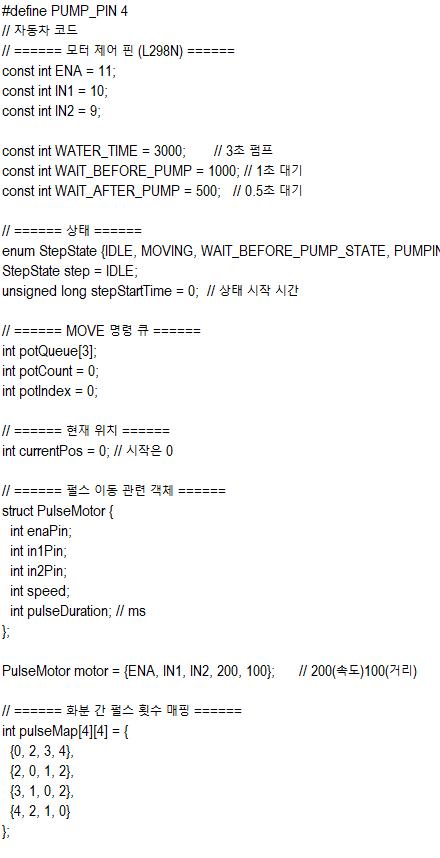 #define PUMP_PIN 4
// 자동차 코드
// ====== 모터 제어 핀 (L298N) ======
const int ENA = 11;
const int IN1 = 10;
const int IN2 = 9;
const int WATER_TIME = 3000;        // 3초 펌프
const int WAIT_BEFORE_PUMP = 1000; // 1초 대기
const int WAIT_AFTER_PUMP = 500;   // 0.5초 대기
// ====== 상태 ======
enum StepState {IDLE, MOVING, WAIT_BEFORE_PUMP_STATE, PUMPIN
StepState step = IDLE;
unsigned long stepStartTime = 0;  // 상태 시작 시간
// ====== MOVE 명령 큐 ======
int potQueue[3];
int potCount = 0;
int potIndex = 0;
// ====== 현재 위치 ======
int currentPos = 0; // 시작은 0
// ====== 펄스 이동 관련 객체 ======
struct PulseMotor {
  int enaPin;
  int in1Pin;
  int in2Pin;
  int speed;
  int pulseDuration; // ms
};
PulseMotor motor = {ENA, IN1, IN2, 200, 100};       // 200(속도)100(거리)
// ====== 화분 간 펄스 횟수 매핑 ======
int pulseMap[4][4] = {
  {0, 2, 3, 4},
  {2, 0, 1, 2},
  {3, 1, 0, 2},
  {4, 2, 1, 0}
};